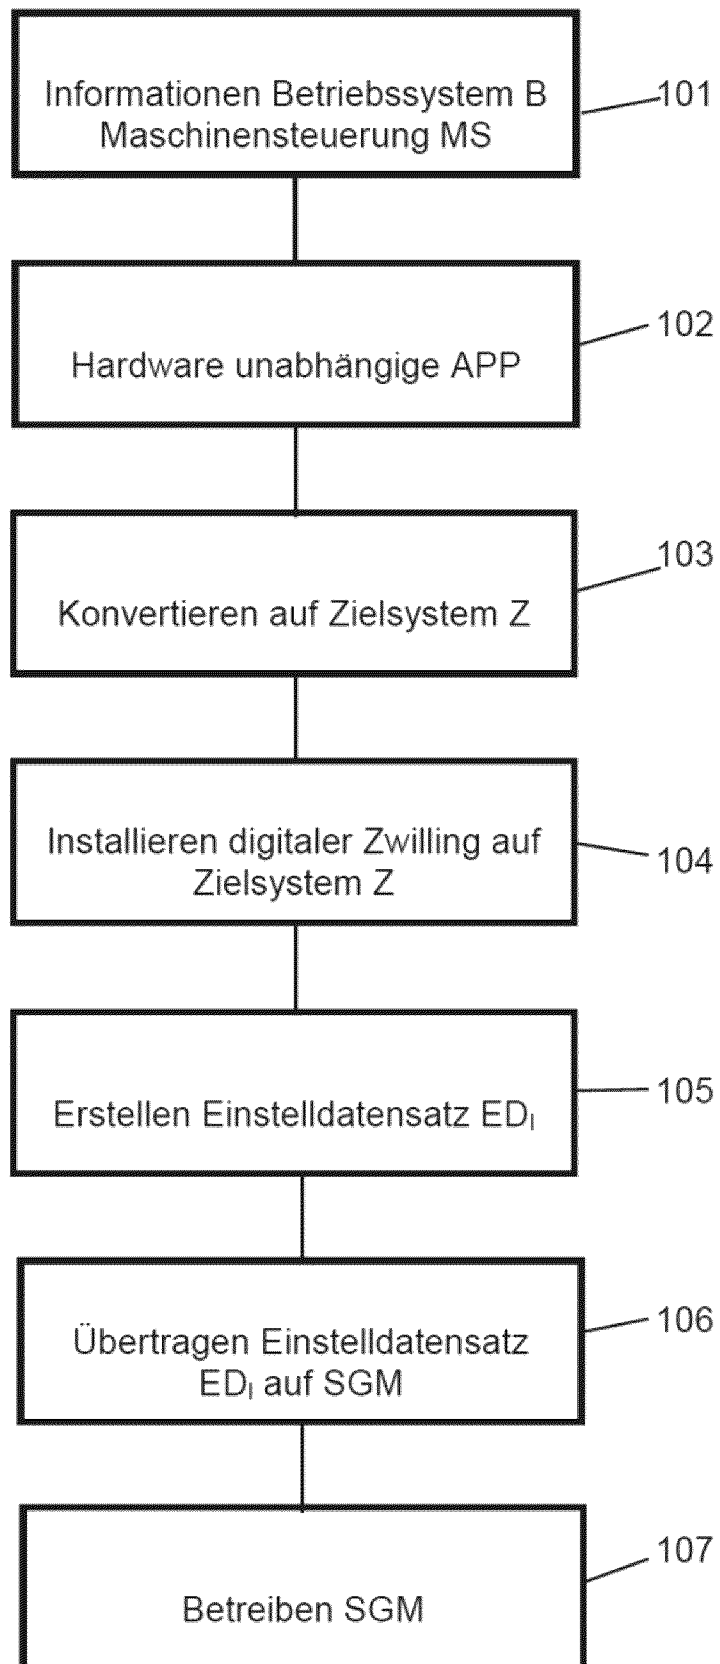 Informationen Betriebssystem B
Maschinensteuerung MS
101
Hardware unabhängige APP
102
Konvertieren auf Zielsystem Z
103
Installieren digitaler Zwilling auf
Zielsystem Z
104
Erstellen Einstelldatensatz EDI
105
Übertragen Einstelldatensatz
EDI auf SGM
106
Betreiben SGM
107